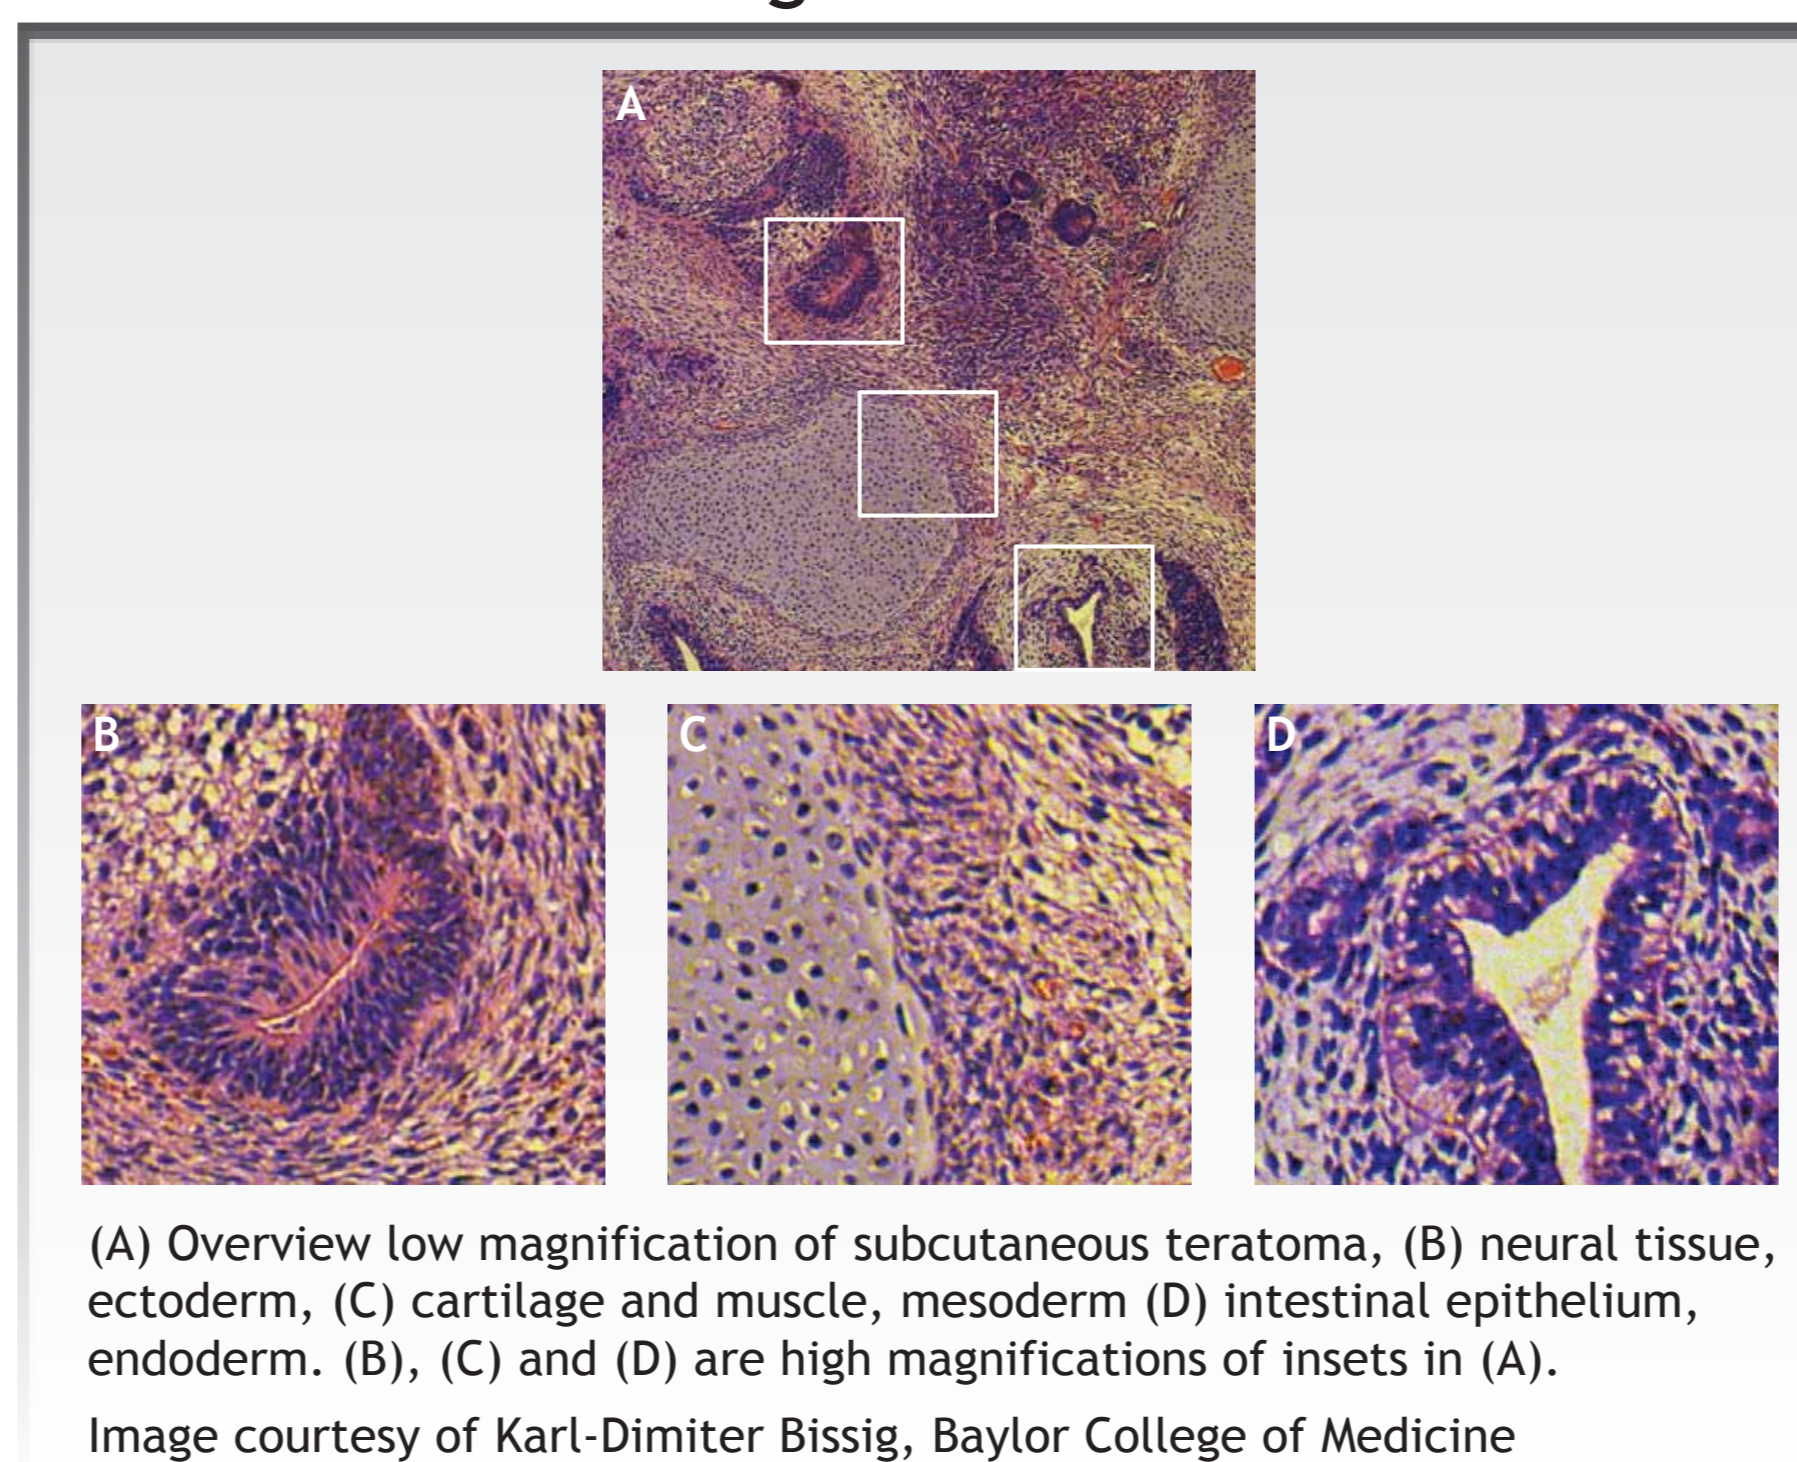 A
B
C
D
(A) Overview low magnification of subcutaneous teratoma, (B) neural tissue,
ectoderm, (C) cartilage and muscle, mesoderm (D) intestinal epithelium,
endoderm. (B), (C) and (D) are high magnifications of insets in (A).
Image courtesy of Karl-Dimiter Bissig, Baylor College of Medicine